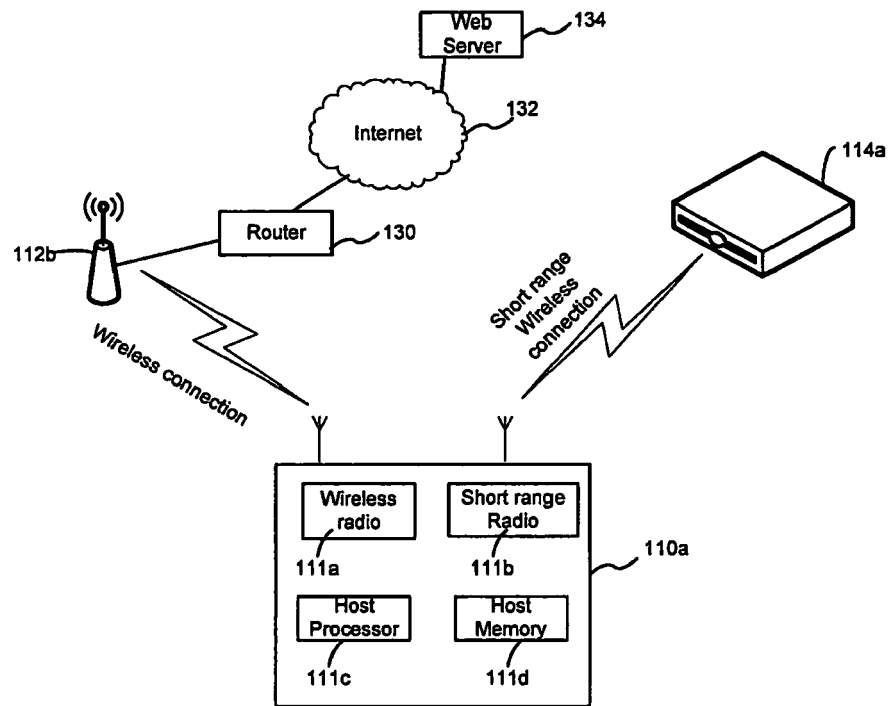 Web
Server
134
Internet
132
114a
Router
130
112b
Wireless connection
Short range
Wireless
connection
Wireless
radio
111a
Short range
Radio
111b
110a
Host
Processor
111c
Host
Memory
111d